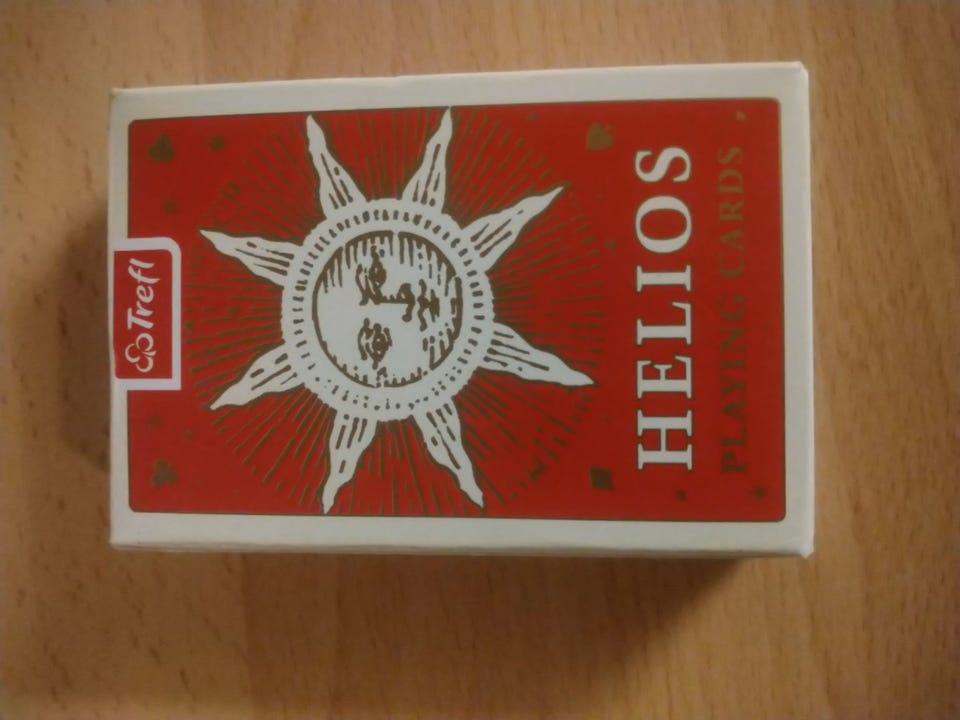 Trefl
HELIOS
PLAYING CARDS